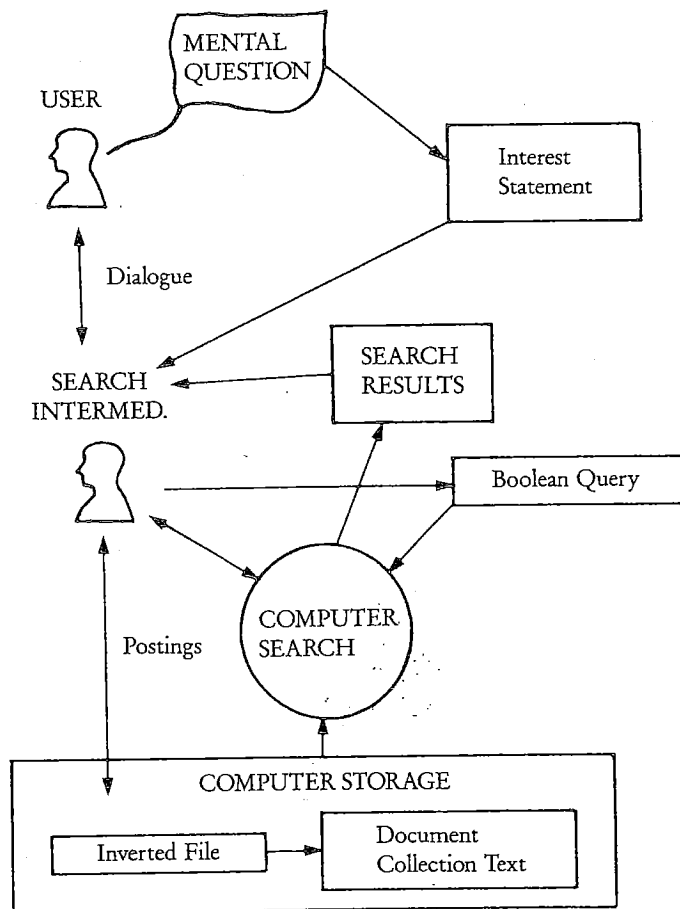 MENTAL
QUESTION
USER
Interest
Statement
Dialogue
SEARCH
RESULTS
SEARCH
INTERMED.
Boolean Query
COMPUTER
SEARCH
Postings
COMPUTER STORAGE
Inverted File
Document
Collection Text